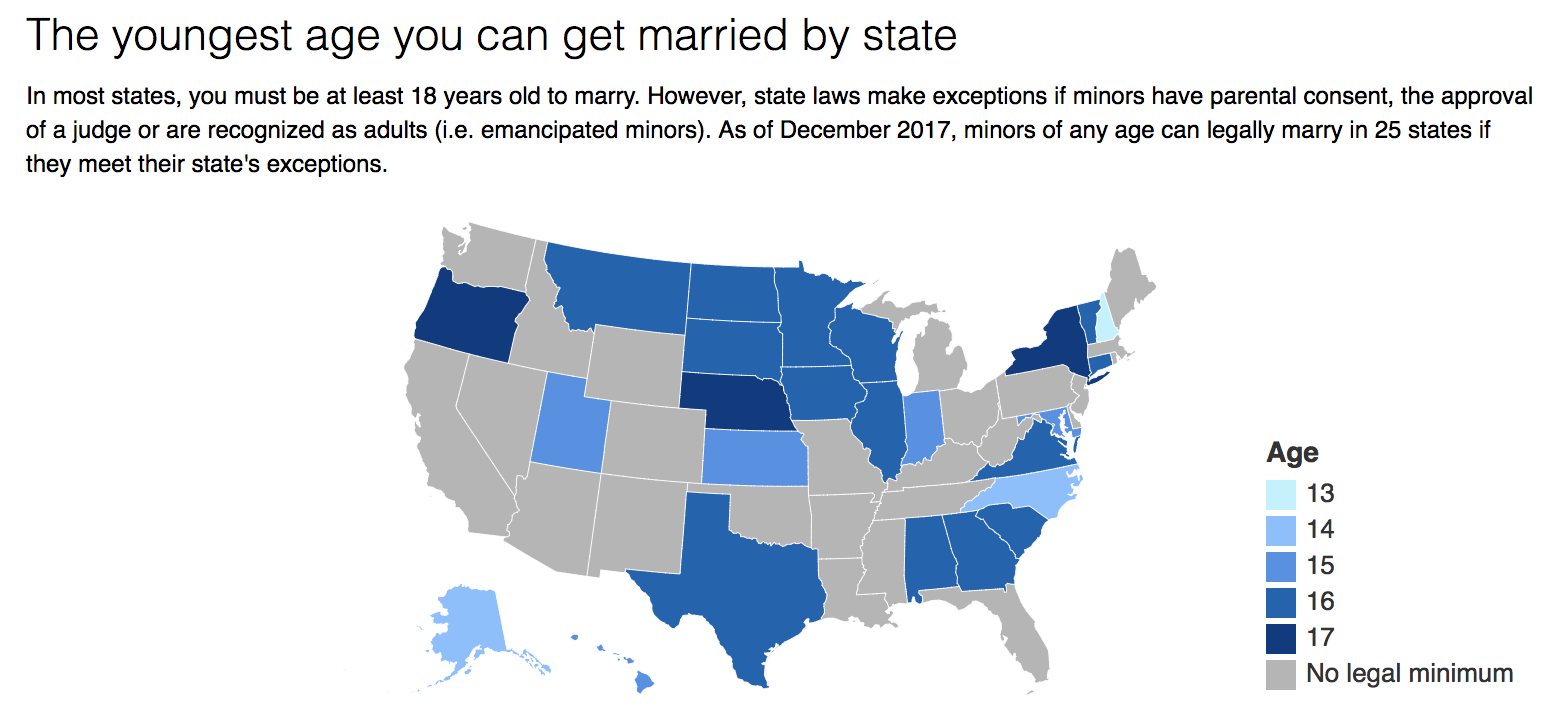 The youngest age you can get married by state
In most states, you must be at least 18 years old to marry. However, state laws make exceptions if minors have parental consent, the approval
of a judge or are recognized as adults (i.e. emancipated minors). As of December 2017, minors of any age can legally marry in 25 states if
they meet their state's exceptions.
Age
13
14
15
16
17
No legal minimum